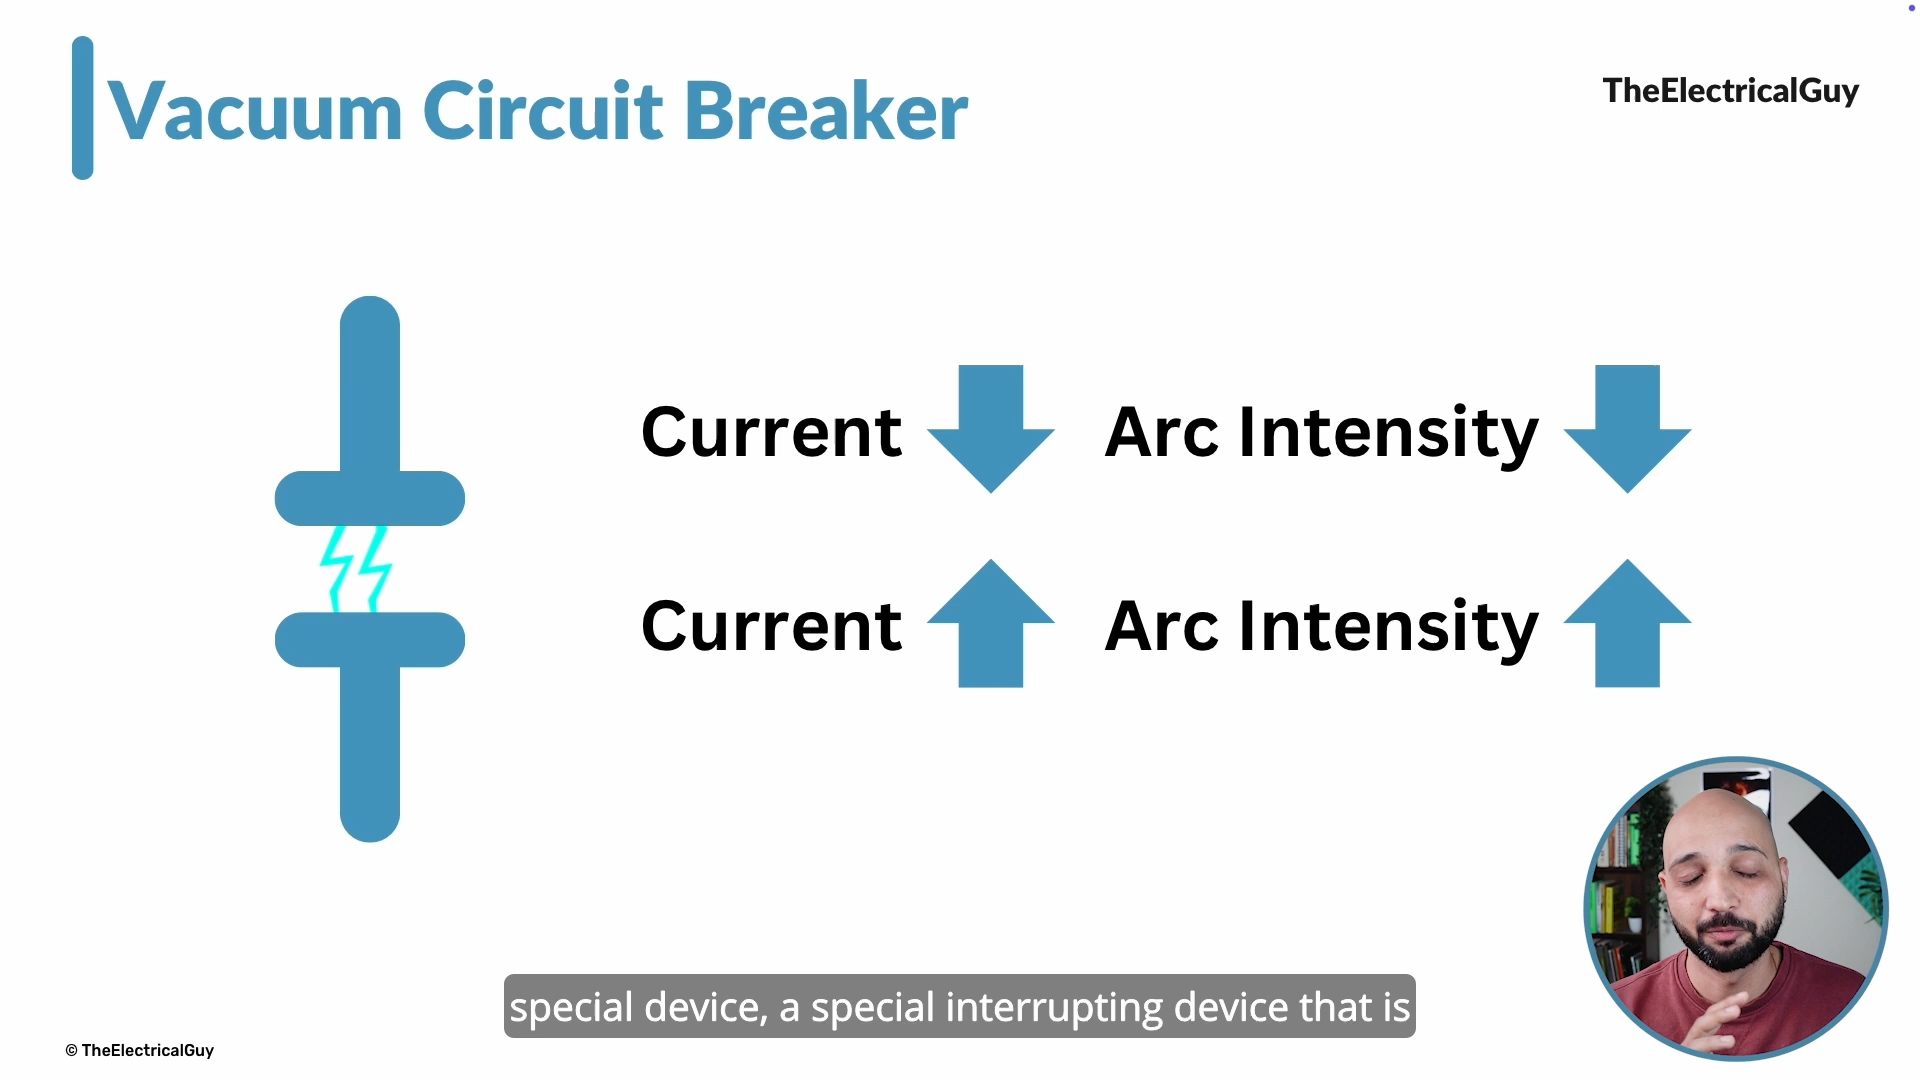 Vacuum Circuit Breaker
TheElectricalGuy
Current
Arc Intensity
Current
Arc Intensity
special device, a special interrupting device that is
© TheElectricalGuy